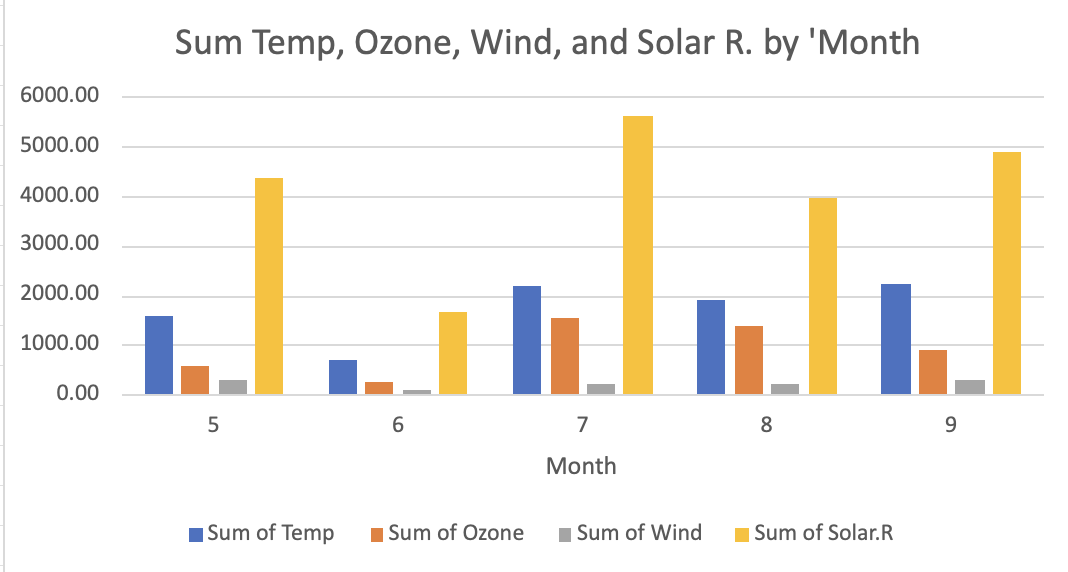 Sum Temp, Ozone, Wind, and Solar R. by 'Month
6000.00
5000.00
4000.00
3000.00
2000.00
1000.00
0.00
5 6 7 8 9
Month
Sum of Temp Sum of Ozone Sum of Wind Sum of Solar.R